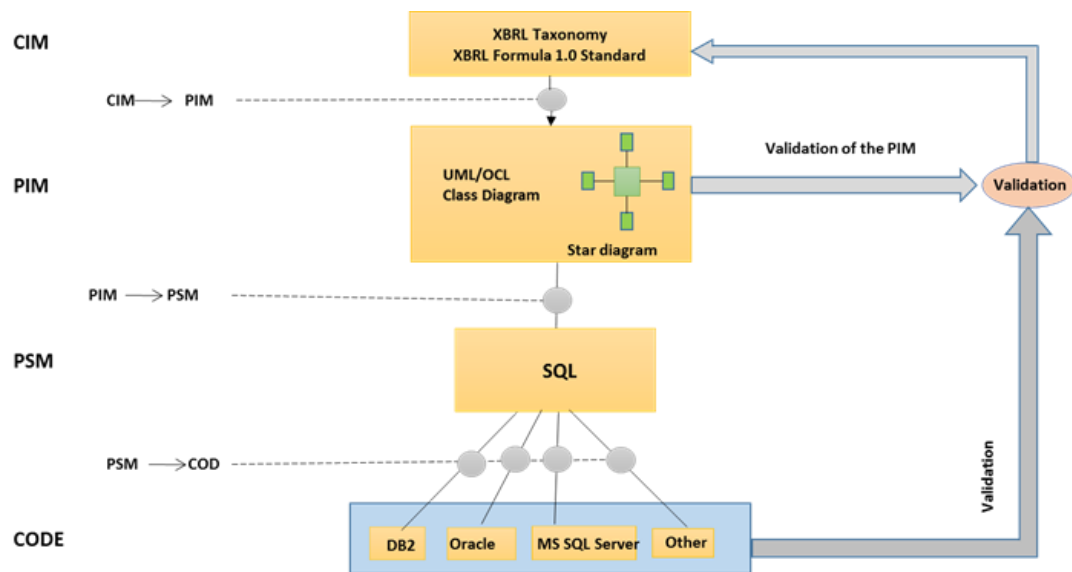 CIM
XBRL Taxonomy
XBRL Formula 1.0 Standard
CIM PIM
PIM
UML/OCL
Class Diagram
Star diagram
Validation of the PIM
Validation
PIM PSM
PSM
SQL
PSM COD
Validation
CODE
DB2 Oracle MS SQL Server Other